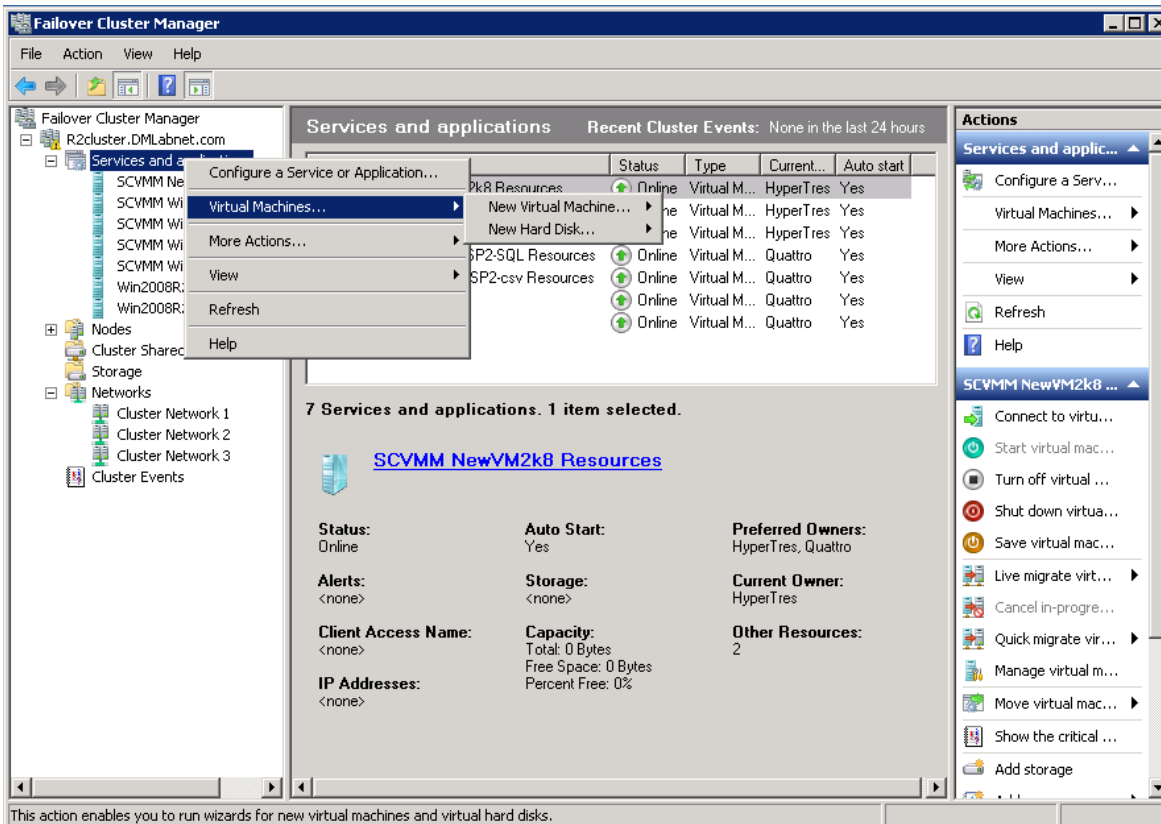 Failover Cluster Manager
File Action View Help
Failover Cluster Manager
R2cluster.DMLabnet.com
Services and
SCVMM Ne
SCVMM Wi
SCVMM Wi
SCVMM Wi
SCVMM Wi
Win2008R
Win2008R
Nodes
Cluster Shared
Storage
Networks
Cluster Network 1
Cluster Network 2
Cluster Network 3
Cluster Events
Configure a Service or Application...
Virtual Machines...
More Actions...
View
Refresh
Help
New Virtual Machine...
New Hard Disk...
Services and applications Recent Cluster Events: None in the last 24 hours
Status Type Current... Auto start
2k8 Resources Online Virtual M... HyperTres Yes
ne Virtual M... HyperTres Yes
ne Virtual M... HyperTres Yes
SP2-SQL Resources Online Virtual M... Quattro Yes
SP2-csv Resources Online Virtual M... Quattro Yes
Online Virtual M... Quattro Yes
Online Virtual M... Quattro Yes
7 Services and applications. 1 item selected.
SCVMM NewVM2k8 Resources
Status:
Online
Auto Start:
Yes
Preferred Owners:
HyperTres, Quattro
Alerts:
<none>
Storage:
<none>
Current Owner:
HyperTres
Client Access Name:
<none>
Capacity:
Total: 0 Bytes
Free Space: 0 Bytes
Percent Free: 0%
Other Resources:
2
IP Addresses:
<none>
Actions
Services and applic...
Configure a Serv...
Virtual Machines...
More Actions...
View
Refresh
Help
SCVMM NewVM2k8 ...
Connect to virtu...
Start virtual mac...
Turn off virtual ...
Shut down virtua...
Save virtual mac...
Live migrate virt...
Cancel in-progre...
Quick migrate vir...
Manage virtual m...
Move virtual mac...
Show the critical ...
Add storage
This action enables you to run wizards for new virtual machines and virtual hard disks.